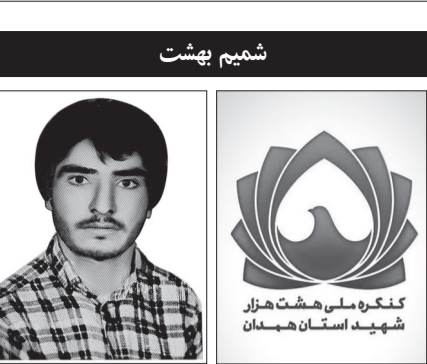 شمیم بهشت
کنگره ملی هشت هزار
شهید استان همدان